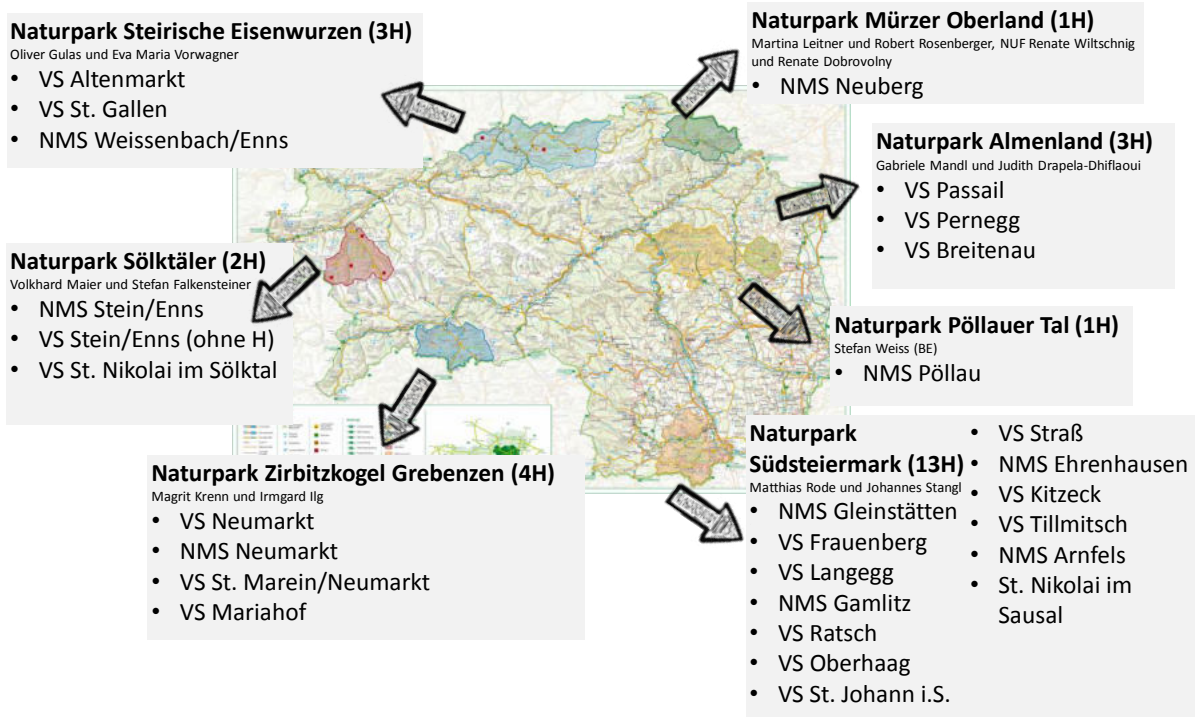 Naturpark Steirische Eisenwurzen (3H)
Oliver Gulas und Eva Maria Vorwagner
• VS Altenmarkt
• VS St. Gallen
• NMS Weissenbach/Enns
Naturpark Mürzer Oberland (1H)
Martina Leitner und Robert Rosenberger, NUF Renate Wiltschnig
und Renate Dobrovolny
• NMS Neuberg
Naturpark Almenland (3H)
Gabriele Mandl und Judith Drapela-Dhiflaoui
• VS Passail
• VS Pernegg
• VS Breitenau
Naturpark Sölktäler (2H)
Volkhard Maier und Stefan Falkensteiner
• NMS Stein/Enns
• VS Stein/Enns (ohne H)
• VS St. Nikolai im Sölktal
Naturpark Pöllauer Tal (1H)
Stefan Weiss (BE)
• NMS Pöllau
Naturpark Zirbitzkogel Grebenzen (4H)
Magrit Krenn und Irmgard Ilg
• VS Neumarkt
• NMS Neumarkt
• VS St. Marein/Neumarkt
• VS Mariahof
Naturpark
Südsteiermark (13H)
Matthias Rode und Johannes Stangl
• NMS Gleinstätten
• VS Frauenberg
• VS Langegg
• NMS Gamlitz
• VS Ratsch
• VS Oberhaag
• VS St. Johann i.S.
• VS Straß
• NMS Ehrenhausen
• VS Kitzeck
• VS Tillmitsch
• NMS Arnfels
• St. Nikolai im
Sausal